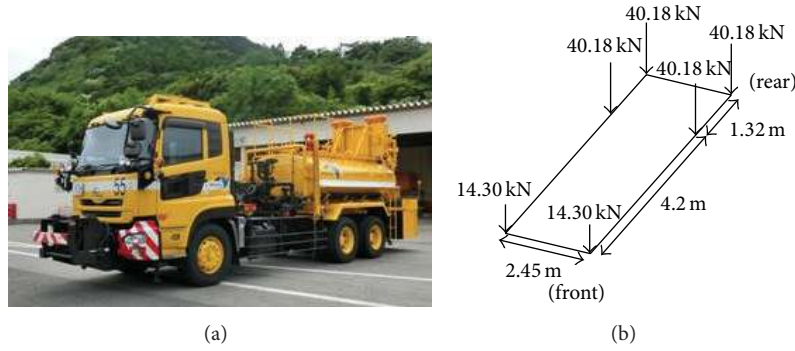 55
(a)
40.18 kN
40.18 kN
40.18 kN
40.18 kN
(rear)
1.32 m
4.2 m
14.30 kN
14.30 kN
2.45 m
(front)
(b)